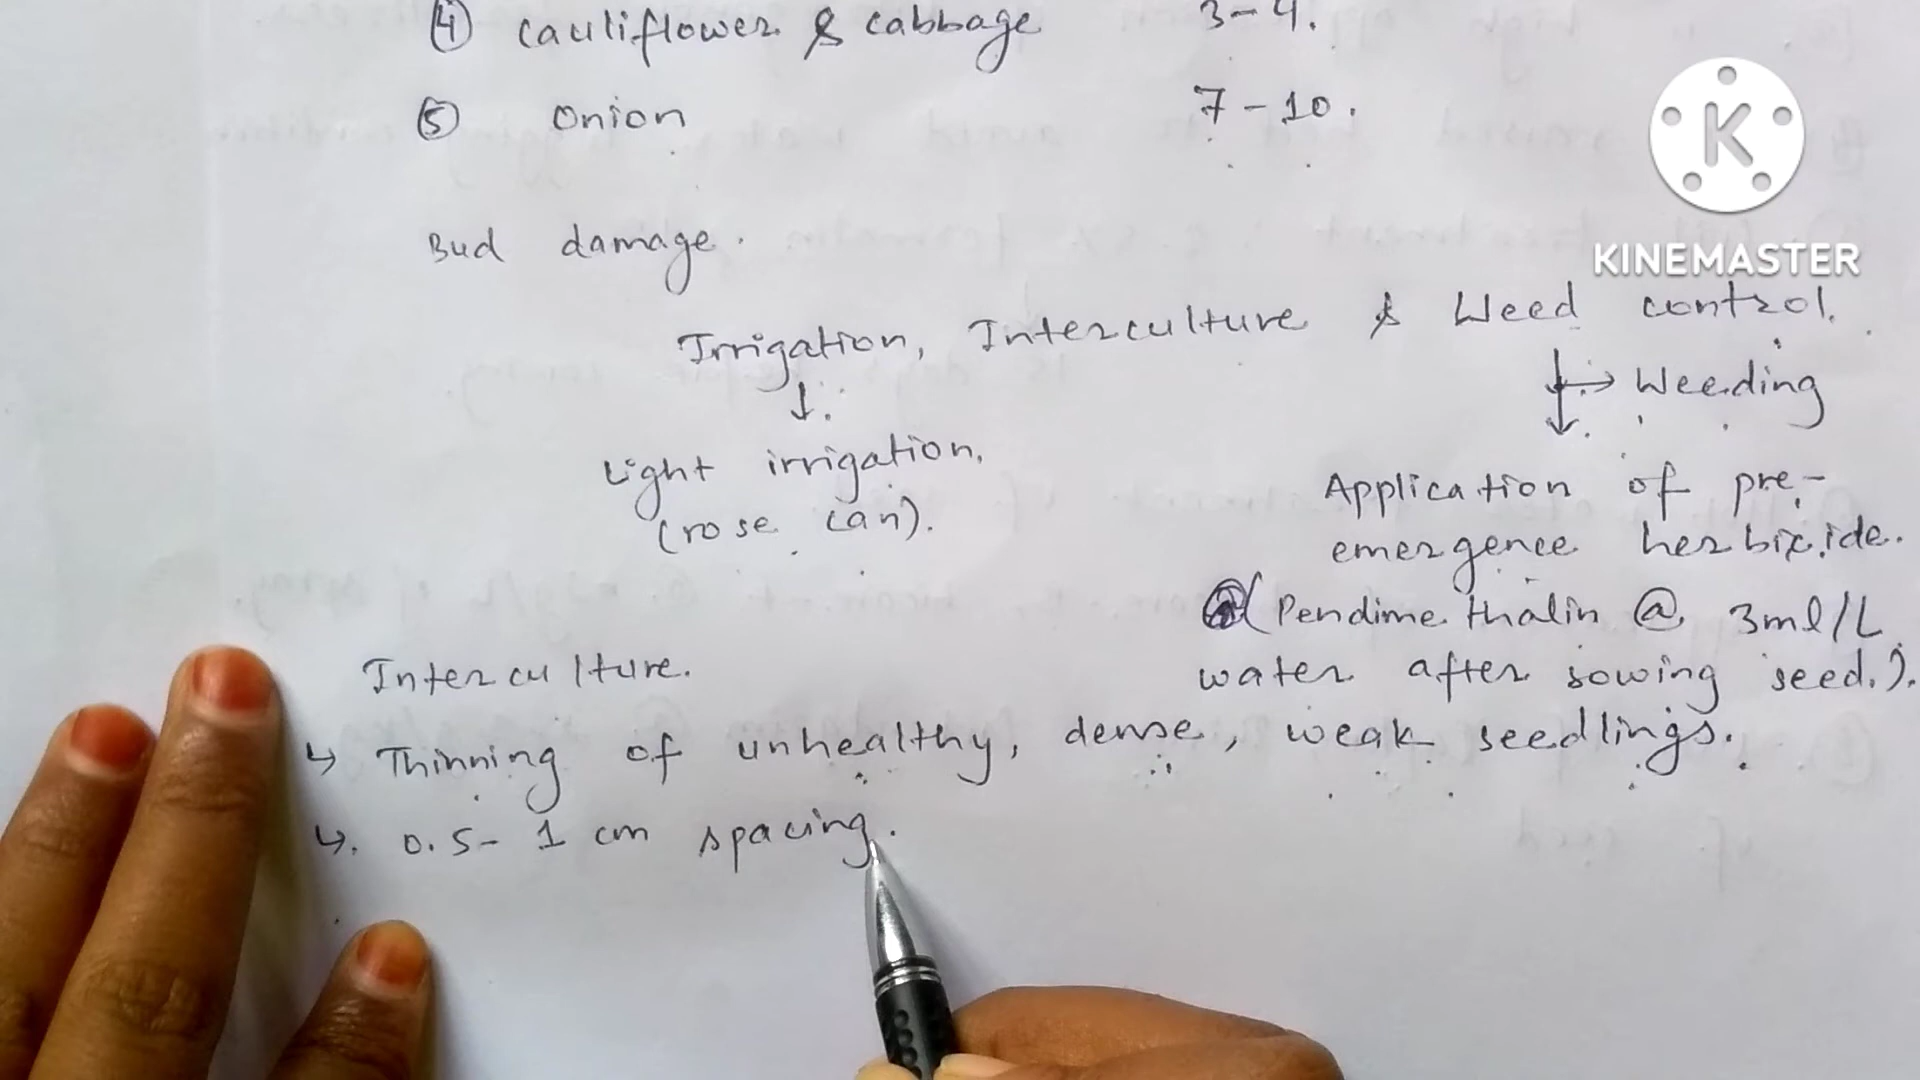 ④ cauliflower & cabbage 3-4.
⑤ Onion 7-10.
K
KINEMASTER
Bud damage.
Irrigation, Interculture & Weed control.
↓ → Weeding
Light irrigation.
(rose can).
Application of pre-
emergence herbicide.
(Pendimethalin @ 3ml/L
water after sowing seed.).
Interculture.
↳ Thinning of unhealthy, dense, weak seedlings.
↳. 0.5-1 cm spacing.